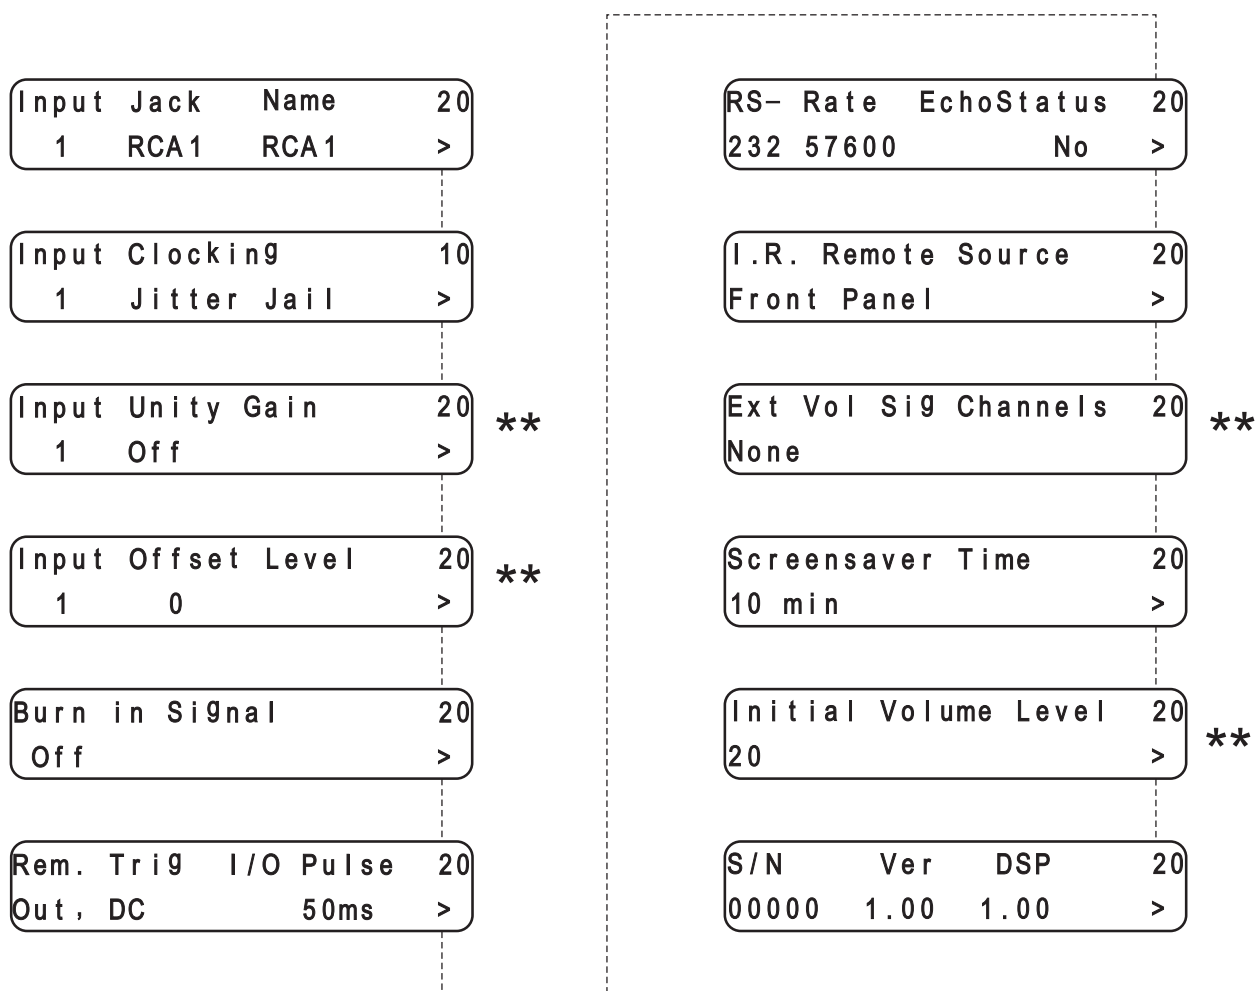 Input Jack Name 20
1 RCA1 RCA1 >
Input Clocking 10
1 Jitter Jail >
Input Unity Gain 20
1 Off >
**
Input Offset Level 20
1 0 >
**
Burn in Signal 20
Off >
Rem. Trig I/O Pulse 20
Out, DC 50ms >
RS- Rate EchoStatus 20
232 57600 No >
I.R. Remote Source 20
Front Panel >
Ext Vol Sig Channels 20
None
**
Screensaver Time 20
10 min >
Initial Volume Level 20
20 >
**
S/N Ver DSP 20
00000 1.00 1.00 >